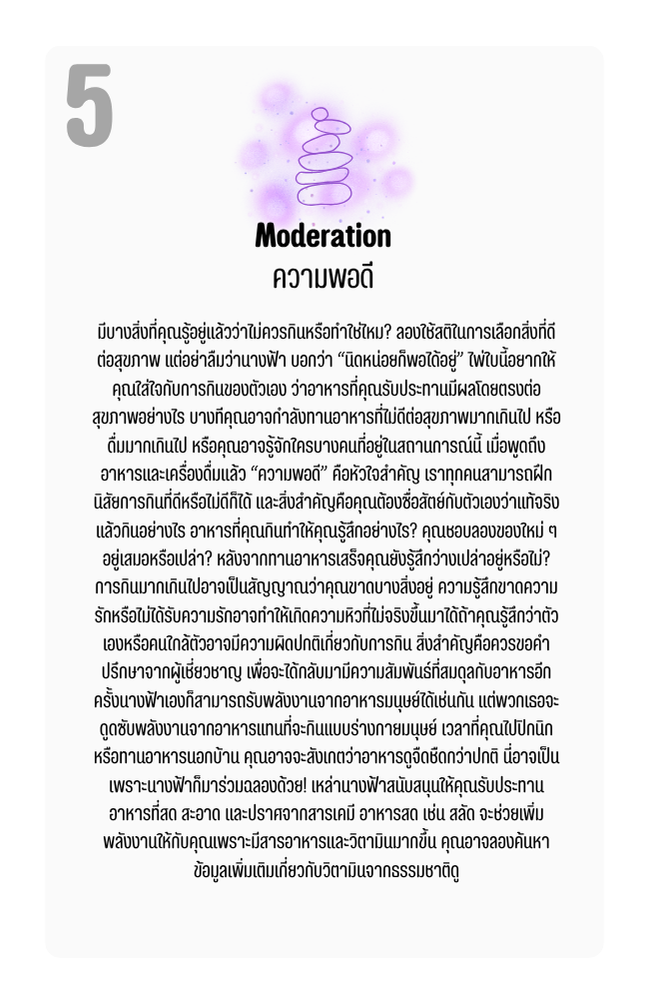 5
Moderation
ความพอดี
มีบางสิ่งที่คุณรู้อยู่แล้วว่าไม่ควรกินหรือทำใช่ไหม? ลองใช้สติในการเลือกสิ่งที่ดี
ต่อสุขภาพ แต่อย่าลืมว่านางฟ้า บอกว่า “นิดหน่อยก็พอได้อยู่” ไพ่ใบนี้อยากให้
คุณใส่ใจกับการกินของตัวเอง ว่าอาหารที่คุณรับประทานมีผลโดยตรงต่อ
สุขภาพอย่างไร บางทีคุณอาจกำลังทานอาหารที่ไม่ดีต่อสุขภาพมากเกินไป หรือ
ดื่มมากเกินไป หรือคุณอาจรู้จักใครบางคนที่อยู่ในสถานการณ์นี้ เมื่อพูดถึง
อาหารและเครื่องดื่มแล้ว “ความพอดี” คือหัวใจสำคัญ เราทุกคนสามารถฝึก
นิสัยการกินที่ดีหรือไม่ดีก็ได้ และสิ่งสำคัญคือคุณต้องซื่อสัตย์กับตัวเองว่าแท้จริง
แล้วกินอย่างไร อาหารที่คุณกินทำให้คุณรู้สึกอย่างไร? คุณชอบลองของใหม่ ๆ
อยู่เสมอหรือเปล่า? หลังจากทานอาหารเสร็จคุณยังรู้สึกว่างเปล่าอยู่หรือไม่?
การกินมากเกินไปอาจเป็นสัญญาณว่าคุณขาดบางสิ่งอยู่ ความรู้สึกขาดความ
รักหรือไม่ได้รับความรักอาจทำให้เกิดความหิวที่ไม่จริงขึ้นมาได้ถ้าคุณรู้สึกว่าตัว
เองหรือคนใกล้ตัวอาจมีความผิดปกติเกี่ยวกับการกิน สิ่งสำคัญคือควรขอคำ
ปรึกษาจากผู้เชี่ยวชาญ เพื่อจะได้กลับมามีความสัมพันธ์ที่สมดุลกับอาหารอีก
ครั้งนางฟ้าเองก็สามารถรับพลังงานจากอาหารมนุษย์ได้เช่นกัน แต่พวกเธอจะ
ดูดซับพลังงานจากอาหารแทนที่จะกินแบบร่างกายมนุษย์ เวลาที่คุณไปปิกนิก
หรือทานอาหารนอกบ้าน คุณอาจจะสังเกตว่าอาหารดูจืดชืดกว่าปกติ นี่อาจเป็น
เพราะนางฟ้าก็มาร่วมฉลองด้วย! เหล่านางฟ้าสนับสนุนให้คุณรับประทาน
อาหารที่สด สะอาด และปราศจากสารเคมี อาหารสด เช่น สลัด จะช่วยเพิ่ม
พลังงานให้กับคุณเพราะมีสารอาหารและวิตามินมากขึ้น คุณอาจลองค้นหา
ข้อมูลเพิ่มเติมเกี่ยวกับวิตามินจากธรรมชาติดู